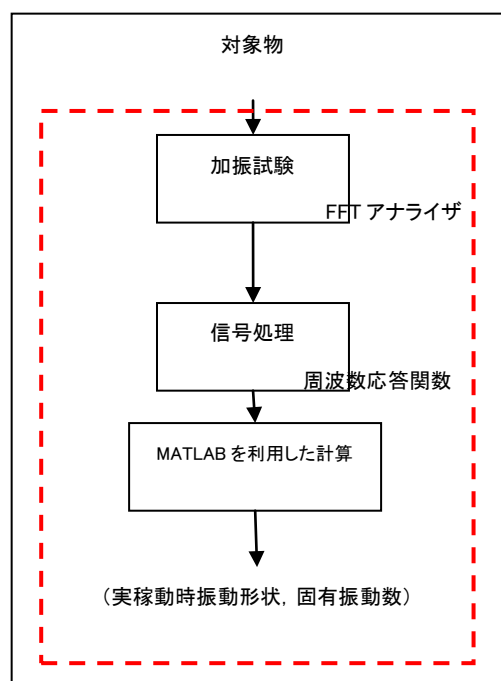 対象物
加振試験
FFT アナライザ
信号処理
周波数応答関数
MATLAB を利用した計算
（実稼動時振動形状，固有振動数）